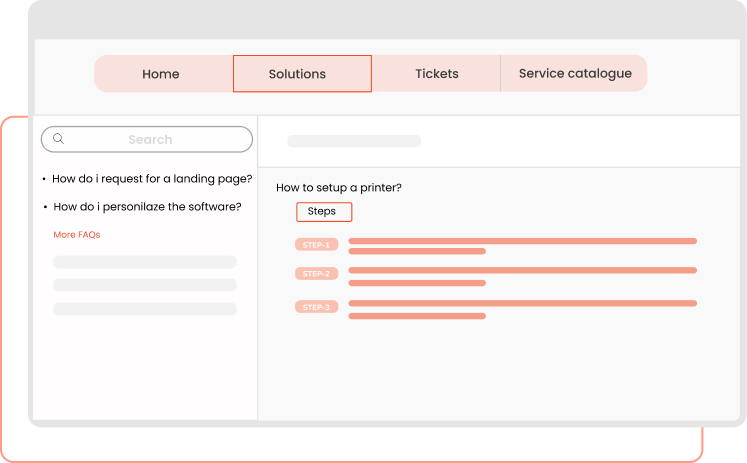 Home
Solutions
Tickets
Service catalogue
Search
• How do i request for a landing page?
• How do i personilaze the software?
More FAQs
How to setup a printer?
Steps
STEP-1
STEP-2
STEP-3